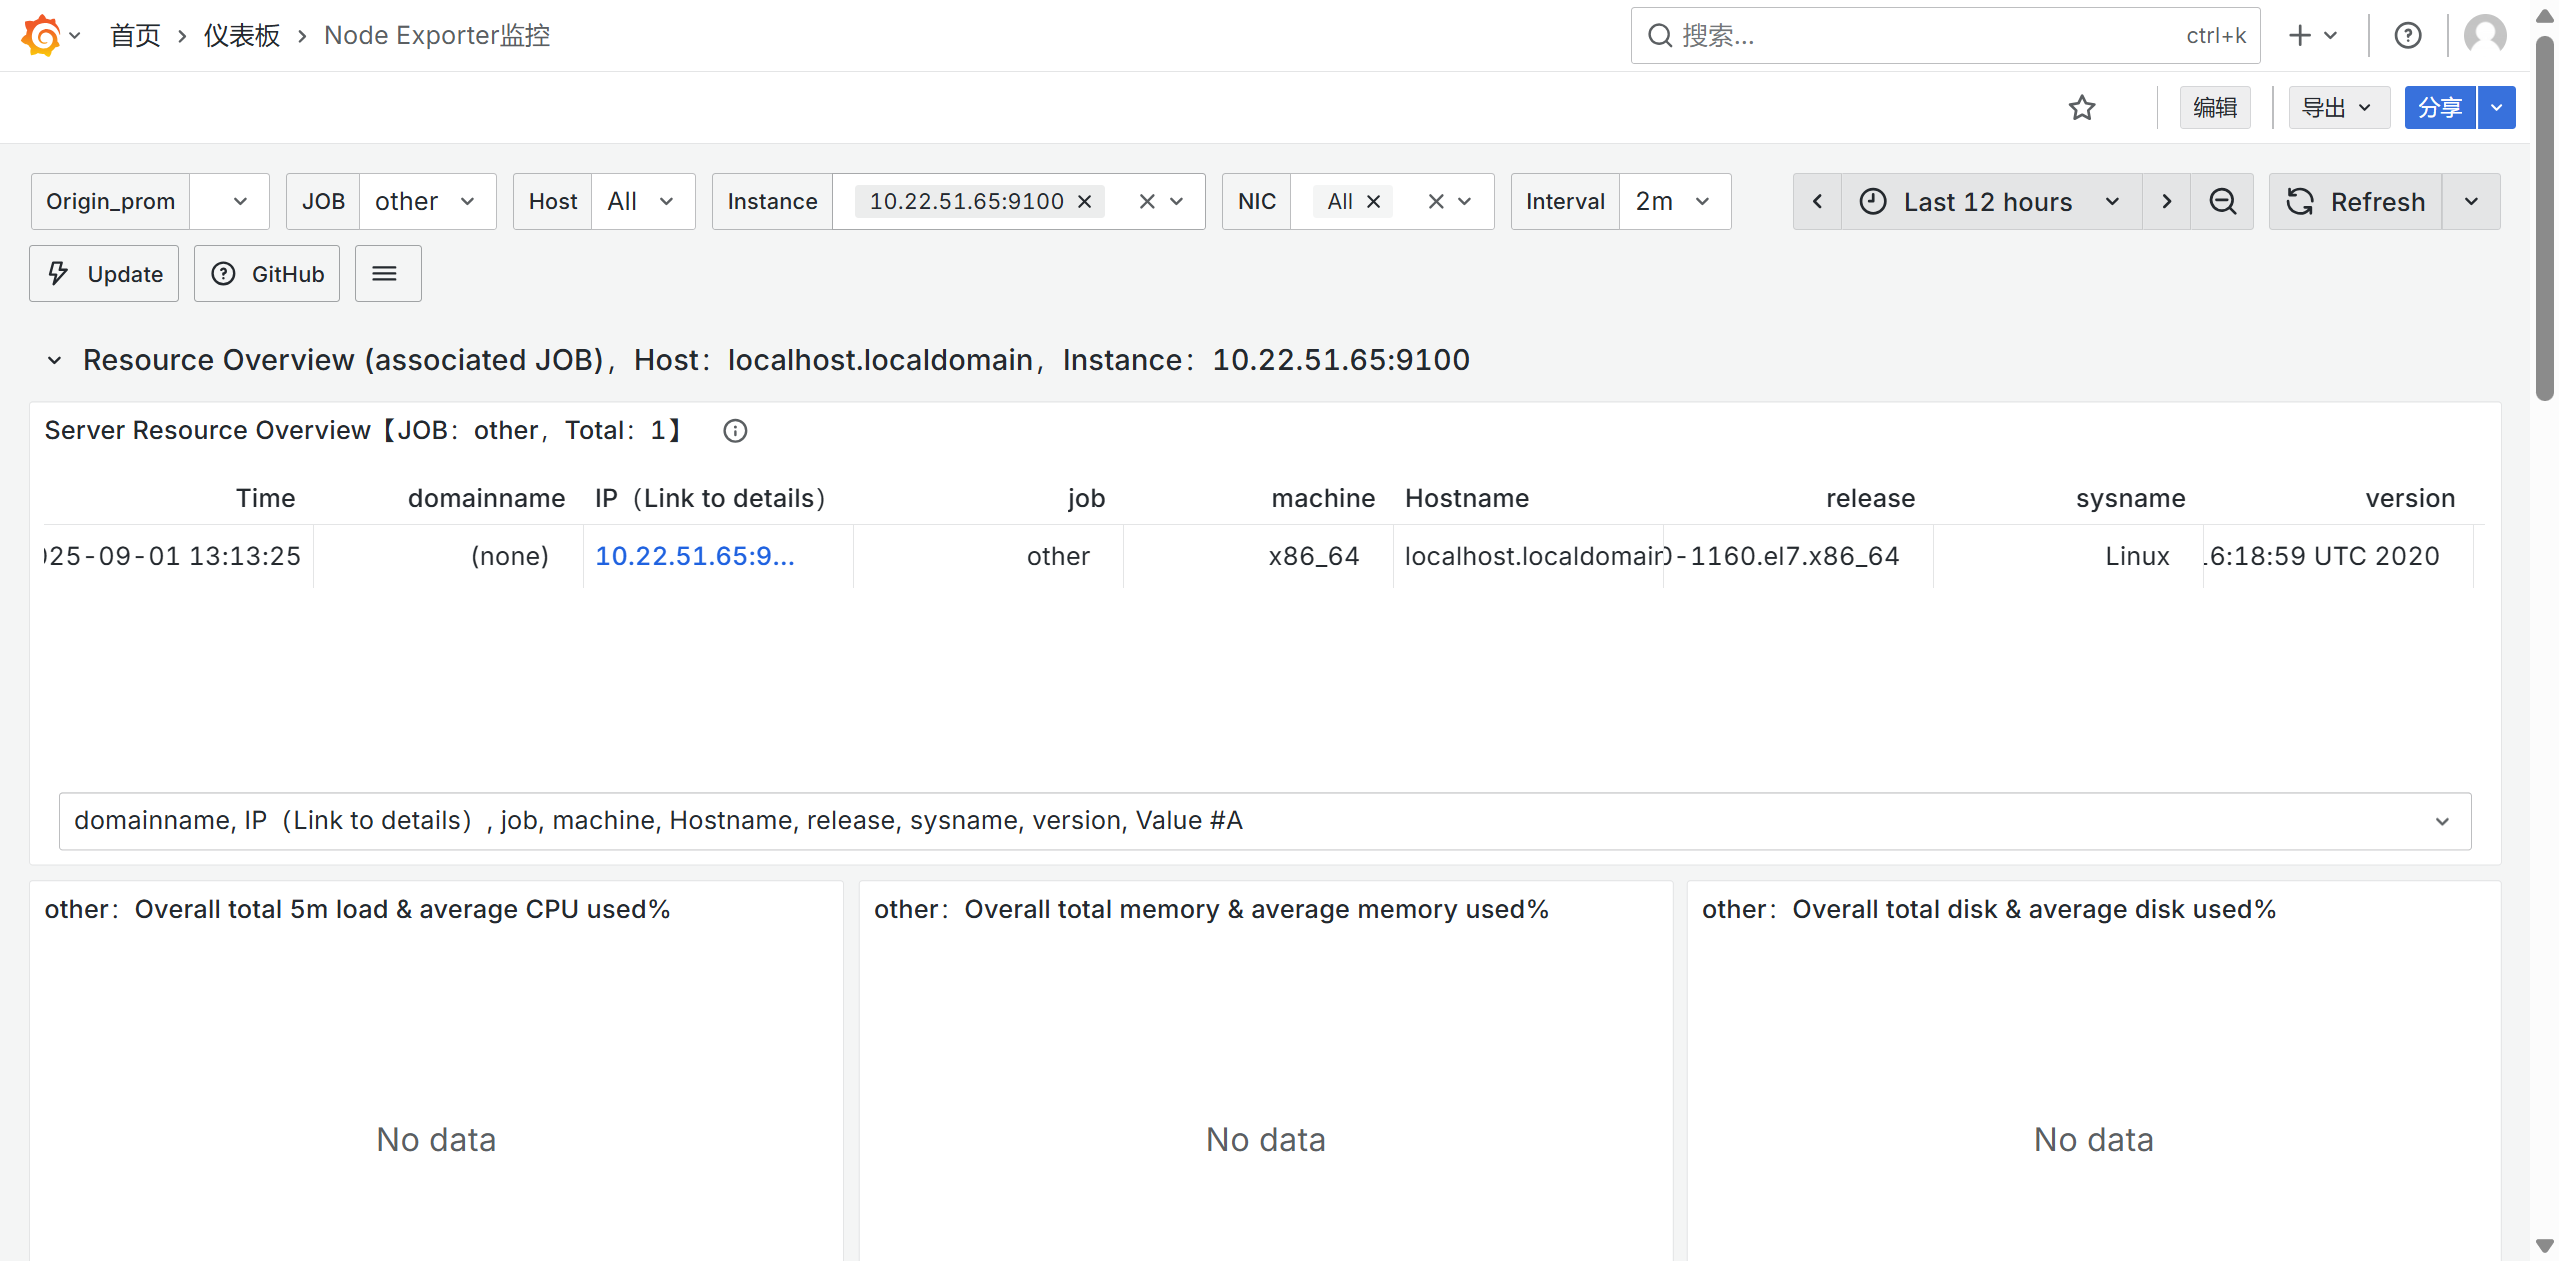 首页 › 仪表板 › Node Exporter监控
搜索... ctrl+k
编辑 导出 分享
Origin_prom JOB other Host All Instance 10.22.51.65:9100 NIC All Interval 2m Last 12 hours Refresh
Update GitHub
Resource Overview (associated JOB)，Host：localhost.localdomain，Instance：10.22.51.65:9100
Server Resource Overview【JOB：other，Total：1】
Time domainname IP（Link to details） job machine Hostname release sysname version
25-09-01 13:13:25 (none) 10.22.51.65:9... other x86_64 localhost.localdomain -1160.el7.x86_64 Linux 6:18:59 UTC 2020
domainname, IP（Link to details）, job, machine, Hostname, release, sysname, version, Value #A
other：Overall total 5m load & average CPU used% other：Overall total memory & average memory used% other：Overall total disk & average disk used%
No data No data No data